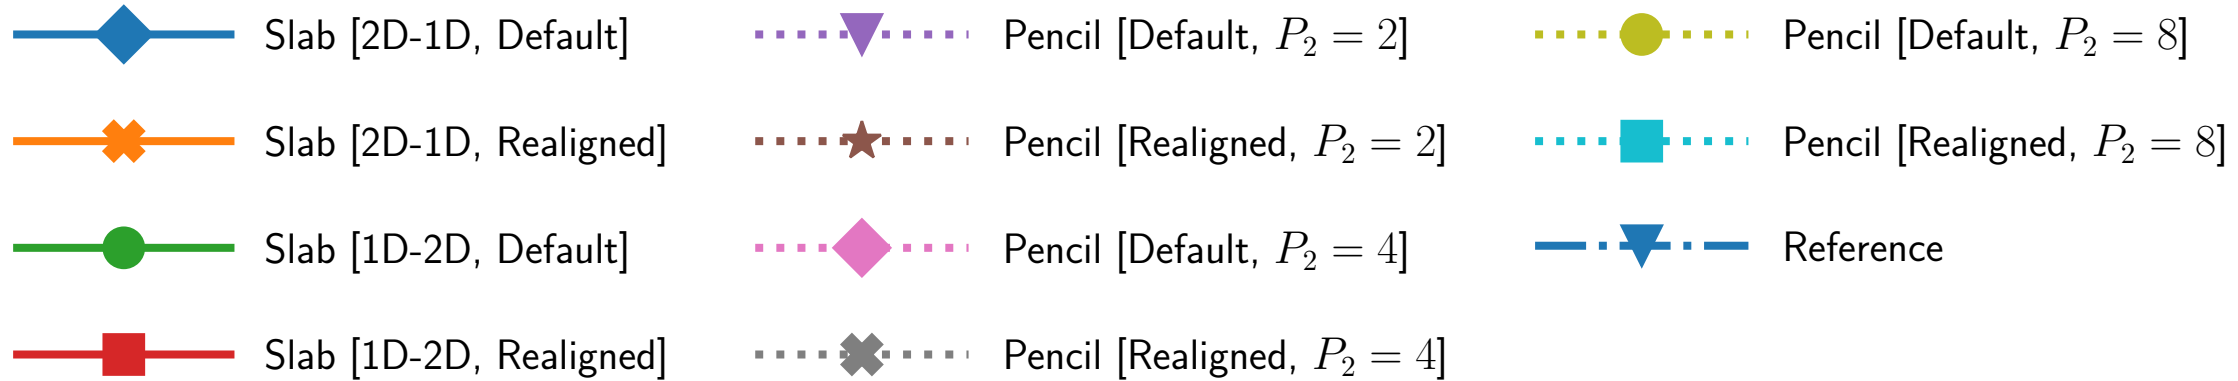 Slab [2D-1D, Default]
Slab [2D-1D, Realigned]
Slab [1D-2D, Default]
Slab [1D-2D, Realigned]
Pencil [Default, P₂ = 2]
Pencil [Realigned, P₂ = 2]
Pencil [Default, P₂ = 4]
Pencil [Realigned, P₂ = 4]
Pencil [Default, P₂ = 8]
Pencil [Realigned, P₂ = 8]
Reference